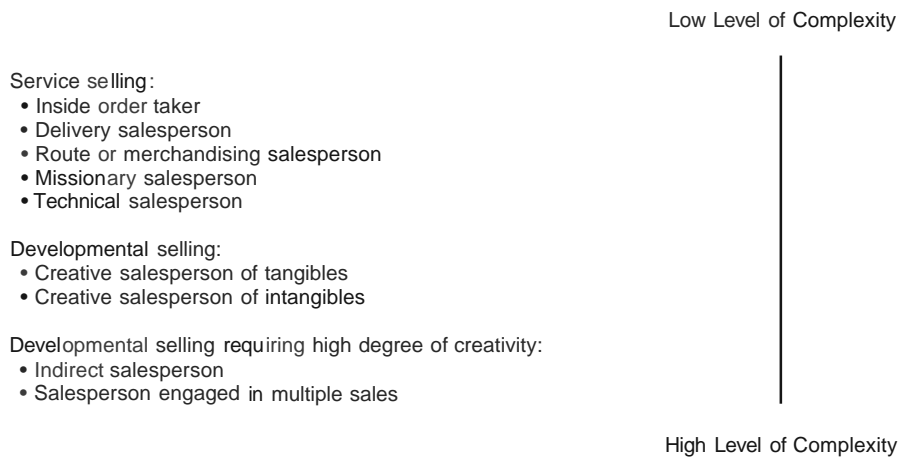 Low Level of Complexity
Service selling:
• Inside order taker
• Delivery salesperson
• Route or merchandising salesperson
• Missionary salesperson
• Technical salesperson
Developmental selling:
• Creative salesperson of tangibles
• Creative salesperson of intangibles
Developmental selling requiring high degree of creativity:
• Indirect salesperson
• Salesperson engaged in multiple sales
High Level of Complexity